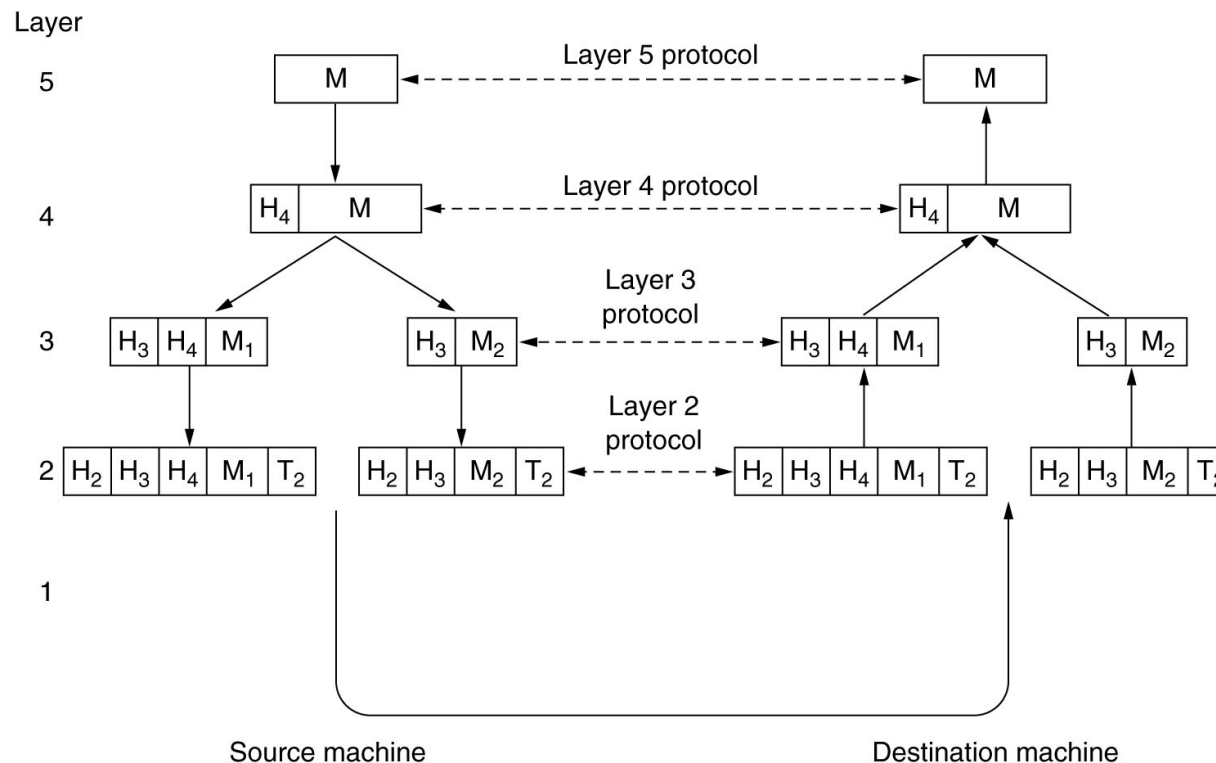 Layer
5
M
Layer 5 protocol
M
4
H₄ M
Layer 4 protocol
H₄ M
3
H₃ H₄ M₁
H₃ M₂
Layer 3
protocol
H₃ H₄ M₁
H₃ M₂
2
H₂ H₃ H₄ M₁ T₂
H₂ H₃ M₂ T₂
Layer 2
protocol
H₂ H₃ H₄ M₁ T₂
H₂ H₃ M₂ T₂
1
Source machine
Destination machine